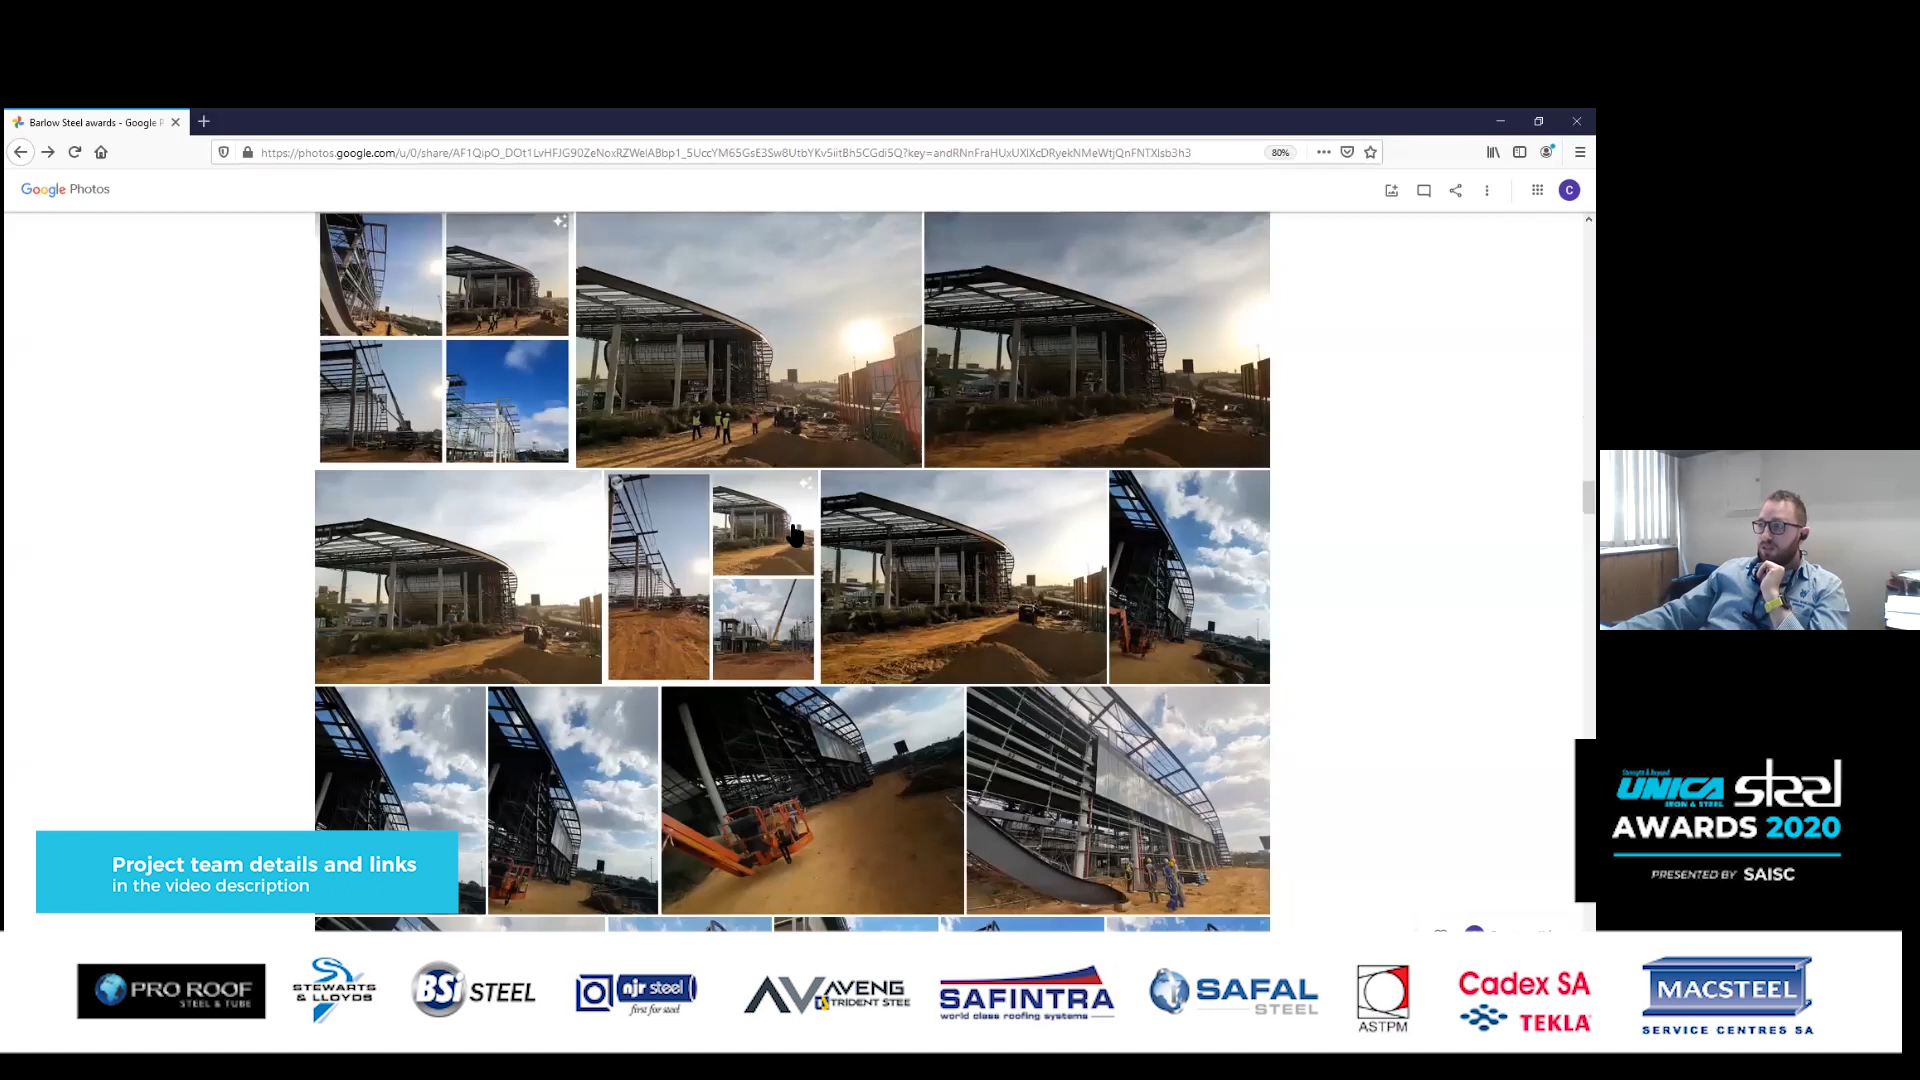 Barlow Steel awards - Google P
https://photos.google.com/u/0/share/AF1QipO_DOt1LvHFJG90ZeNoxRZWelABbp1_5UccYM65GsE3Sw8UtbYKv5iitBh5CGdi5Q?key=andRNnFraHUxUXlXcDRyekNMeWtjQnFNTXlsb3h3
80%
Google Photos
C
Project team details and links
in the video description
UNICA
IRON & STEEL
steel
AWARDS 2020
PRESENTED BY SAISC
PRO ROOF
STEEL & TUBE
STEWARTS
& LLOYDS
BSi STEEL
njr steel
first for steel
AVENG
TRIDENT STEE
SAFINTRA
world class roofing systems
SAFAL
STEEL
ASTPM
Cadex SA
TEKLA
MACSTEEL
SERVICE CENTRES SA